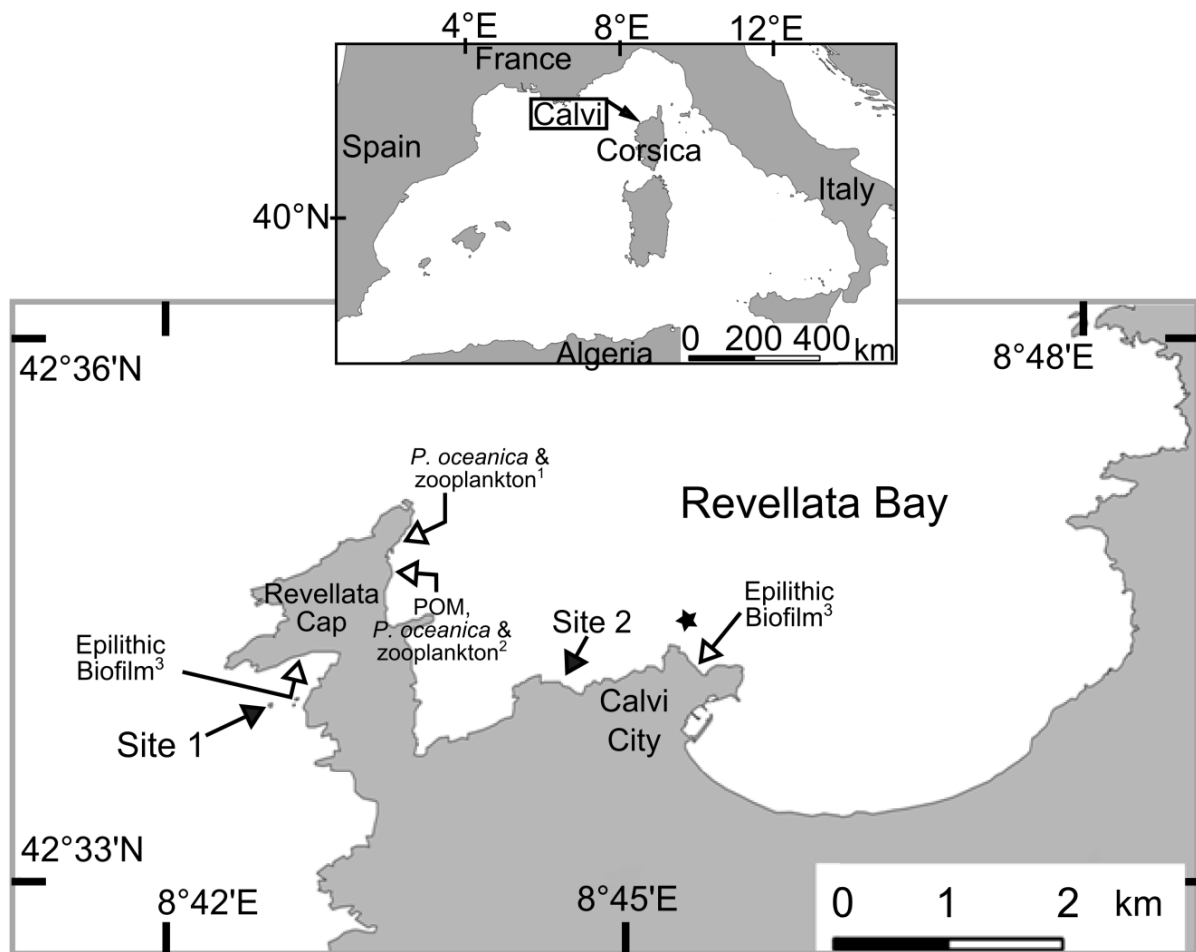 4°E 8°E 12°E
France
Calvi
Spain
Corsica
Italy
40°N
0 200 400 km
Algeria
42°36'N
8°48'E
P. oceanica &
zooplankton1
Revellata Bay
Revellata
Cap
POM,
P. oceanica &
zooplankton2
Site 2
Epilithic
Biofilm3
Epilithic
Biofilm3
Site 1
Calvi
City
42°33'N
8°42'E
8°45'E
0 1 2 km